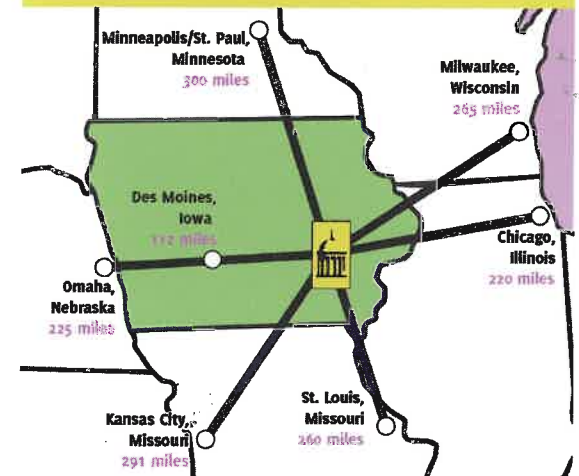 Minneapolis/St. Paul,
Minnesota
300 miles
Milwaukee,
Wisconsin
265 miles
Des Moines,
Iowa
112 miles
Chicago,
Illinois
220 miles
Omaha,
Nebraska
225 miles
St. Louis,
Missouri
260 miles
Kansas City,
Missouri
291 miles